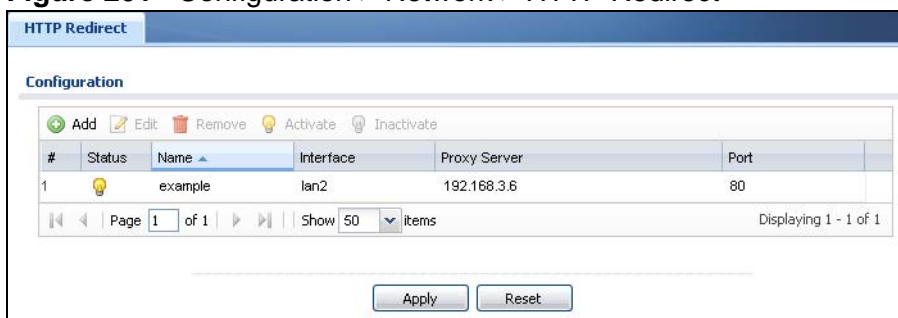 HTTP Redirect
Configuration
Add Edit Remove Activate Inactivate
# Status Name Interface Proxy Server Port
1 example lan2 192.168.3.6 80
Page 1 of 1 Show 50 items Displaying 1 - 1 of 1
Apply Reset